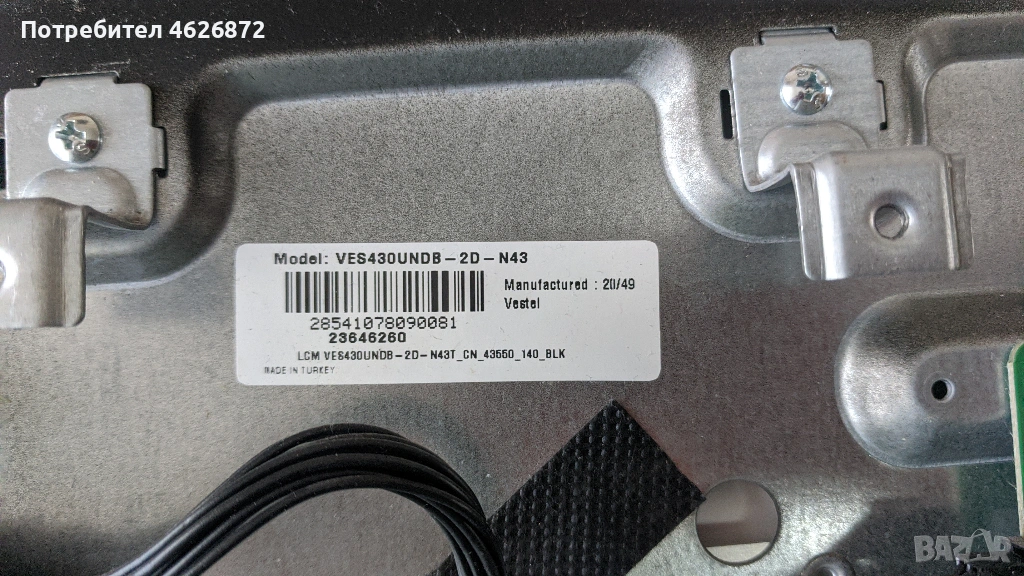 Потребител 4626872
Model: VES430UNDB-2D-N43
Manufactured : 20/49
Vestel
28541078090081
23646260
LCM VES430UNDB-2D-N43T_CN_43550_140_BLK
MADE IN TURKEY
BAZAR